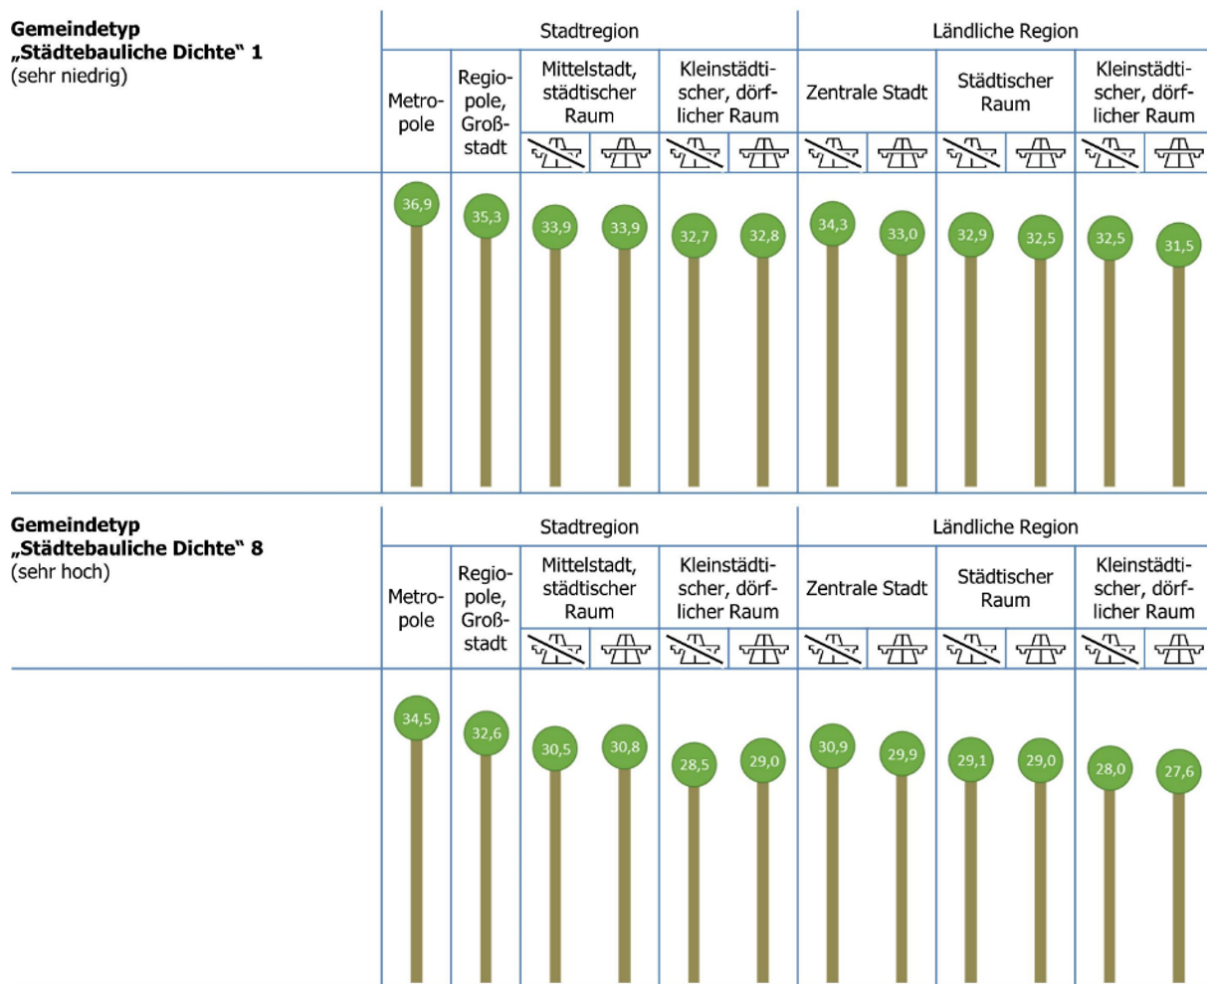 Gemeindetyp
„Städtebauliche Dichte“ 1
(sehr niedrig)
Stadtregion
Ländliche Region
Metro-
pole
Regio-
pole,
Groß-
stadt
Mittelstadt,
städtischer
Raum
Kleinstädti-
scher, dörf-
licher Raum
Zentrale Stadt
Städtischer
Raum
Kleinstädti-
scher, dörf-
licher Raum
36,9
35,3
33,9
33,9
32,7
32,8
34,3
33,0
32,9
32,5
32,5
31,5
Gemeindetyp
„Städtebauliche Dichte“ 8
(sehr hoch)
Stadtregion
Ländliche Region
Metro-
pole
Regio-
pole,
Groß-
stadt
Mittelstadt,
städtischer
Raum
Kleinstädti-
scher, dörf-
licher Raum
Zentrale Stadt
Städtischer
Raum
Kleinstädti-
scher, dörf-
licher Raum
34,5
32,6
30,5
30,8
28,5
29,0
30,9
29,9
29,1
29,0
28,0
27,6